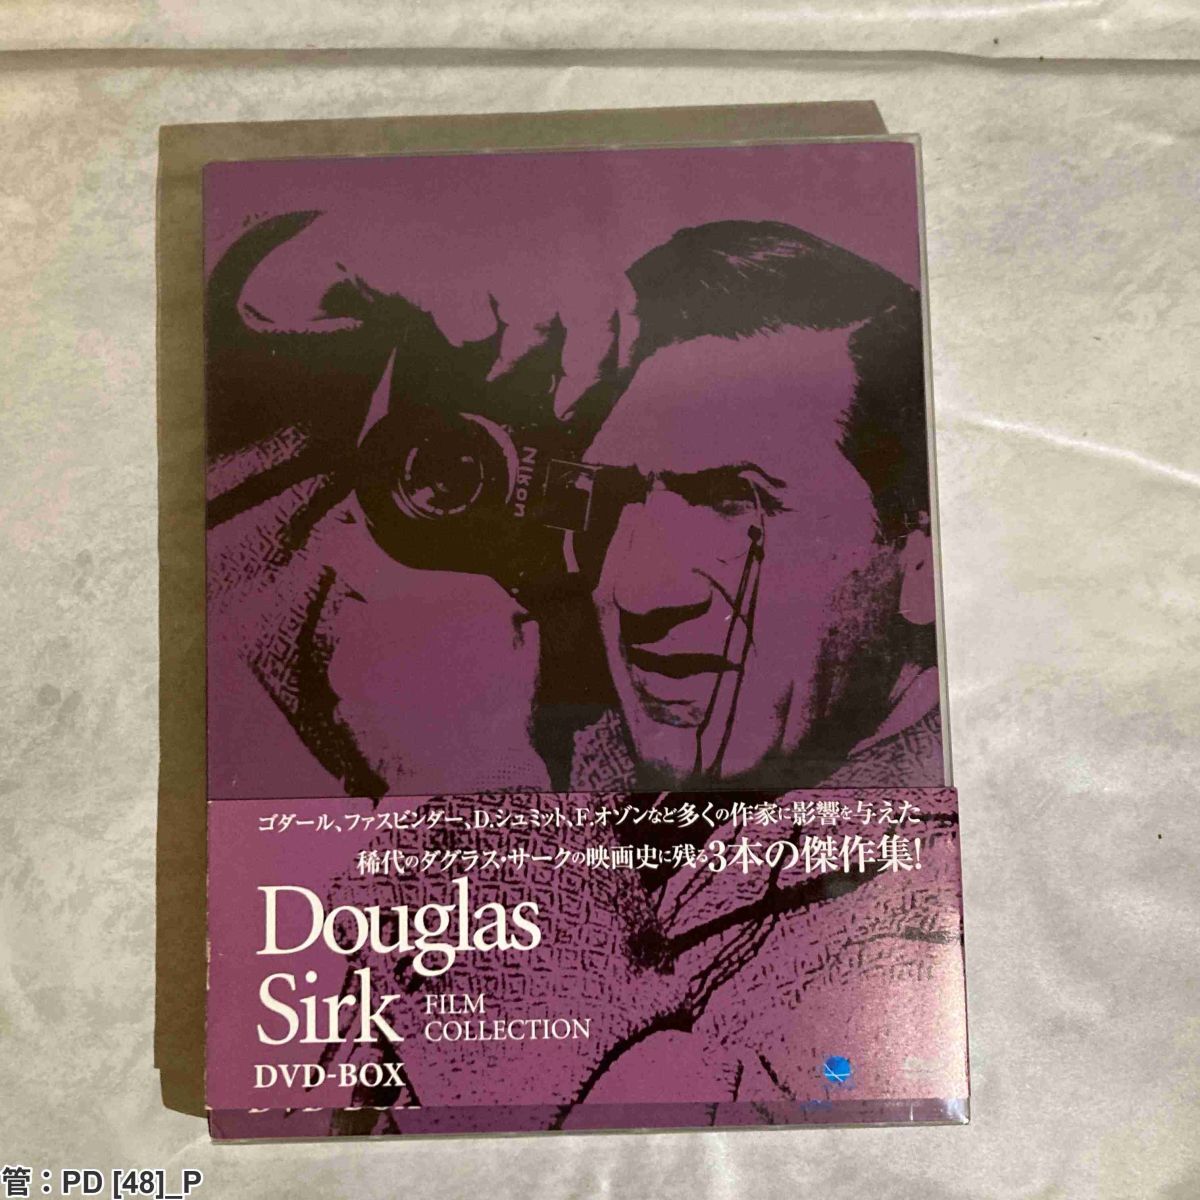 Nikon
ゴダール、ファスビンダー、D.シュミット、F.オゾンなど多くの作家に影響を与えた
稀代のダグラス・サークの映画史に残る3本の傑作集!
Douglas
Sirk
FILM
COLLECTION
DVD-BOX
DVD-BOX
管:PD [48]_P